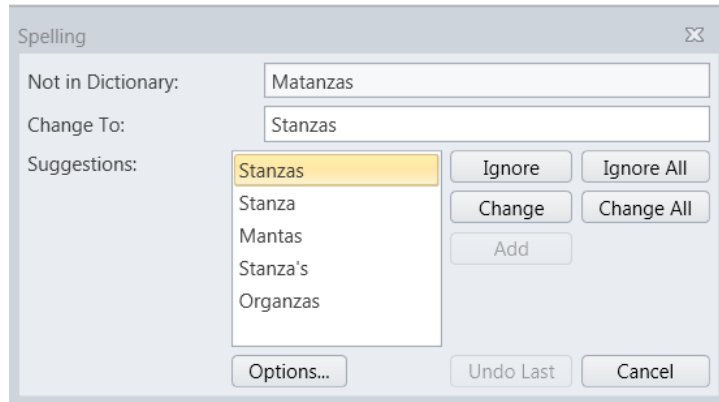 Spelling
Not in Dictionary: Matanzas
Change To: Stanzas
Suggestions:
Stanzas
Stanza
Mantas
Stanza's
Organzas
Ignore Ignore All
Change Change All
Add
Options... Undo Last Cancel